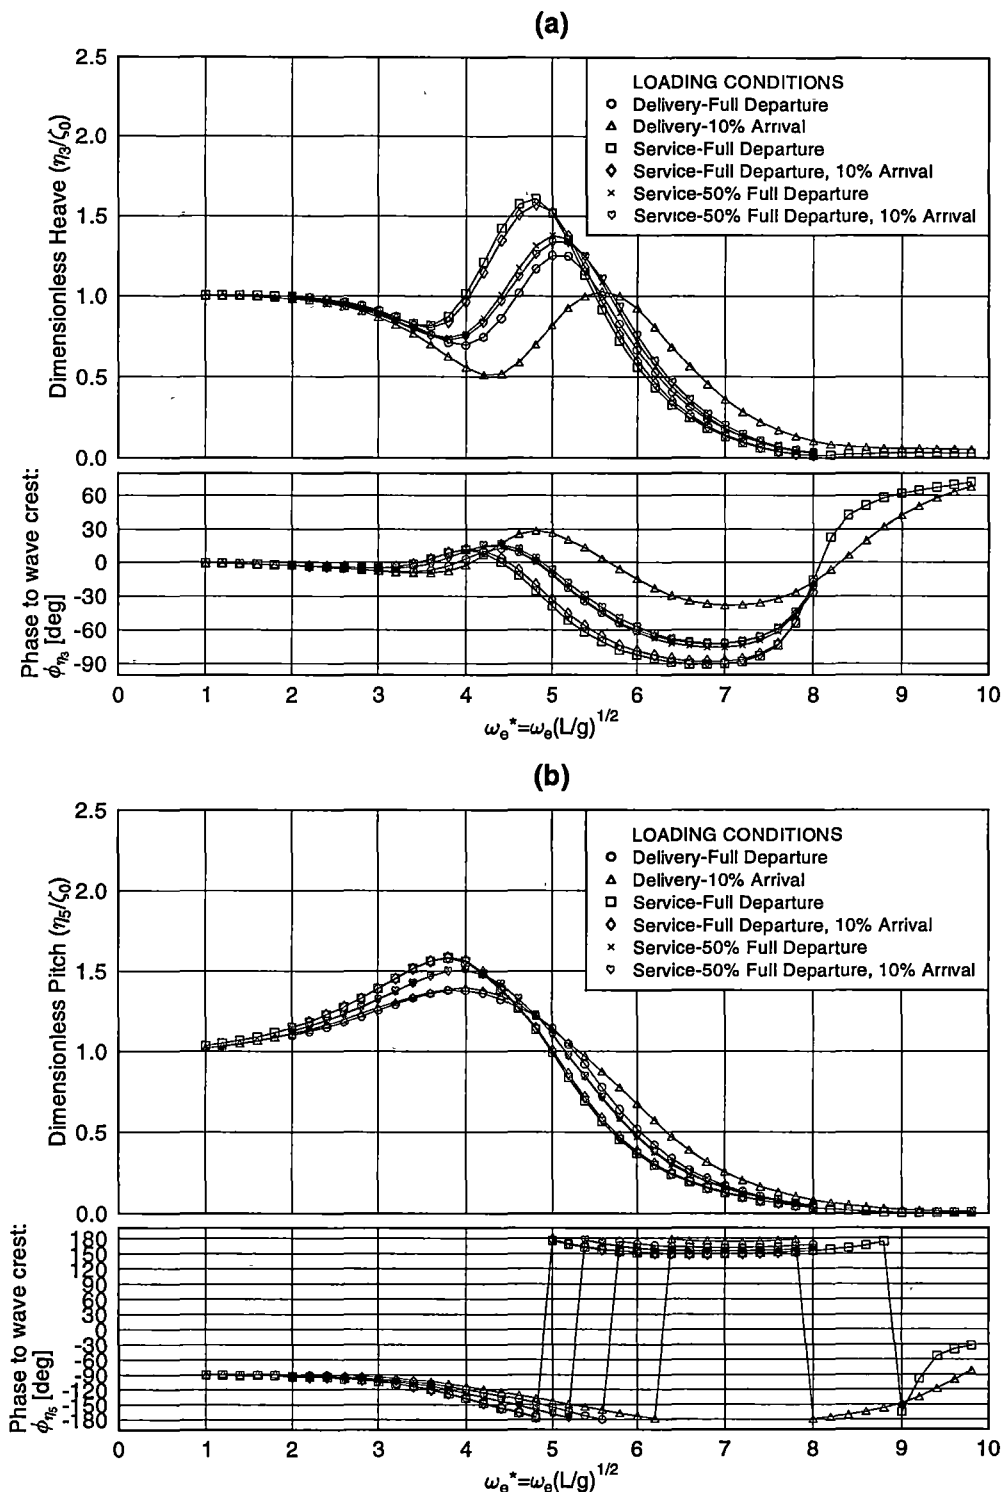 (a)
2.5
2.0
1.5
1.0
0.5
0.0
Dimensionless Heave (η3/ζ0)
LOADING CONDITIONS
Delivery-Full Departure
Delivery-10% Arrival
Service-Full Departure
Service-Full Departure, 10% Arrival
Service-50% Full Departure
Service-50% Full Departure, 10% Arrival
60
30
0
-30
-60
-90
Phase to wave crest:
ϕη3 [deg]
0 1 2 3 4 5 6 7 8 9 10
ωe*=ωe(L/g)1/2
(b)
2.5
2.0
1.5
1.0
0.5
0.0
Dimensionless Pitch (η5/ζ0)
LOADING CONDITIONS
Delivery-Full Departure
Delivery-10% Arrival
Service-Full Departure
Service-Full Departure, 10% Arrival
Service-50% Full Departure
Service-50% Full Departure, 10% Arrival
180
150
120
90
60
30
0
-30
-60
-90
-120
-150
-180
Phase to wave crest:
ϕη5 [deg]
0 1 2 3 4 5 6 7 8 9 10
ωe*=ωe(L/g)1/2